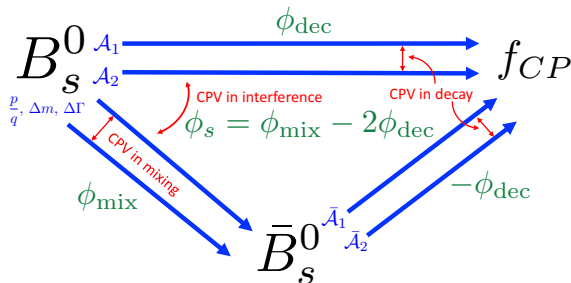 ϕ_dec
B_s^0 𝒜_1
𝒜_2
f_CP
CPV in interference
CPV in decay
p/q, Δm, ΔΓ
ϕ_s = ϕ_mix − 2ϕ_dec
CPV in mixing
ϕ_mix
−ϕ_dec
𝒜̄_1
𝒜̄_2
B̄_s^0